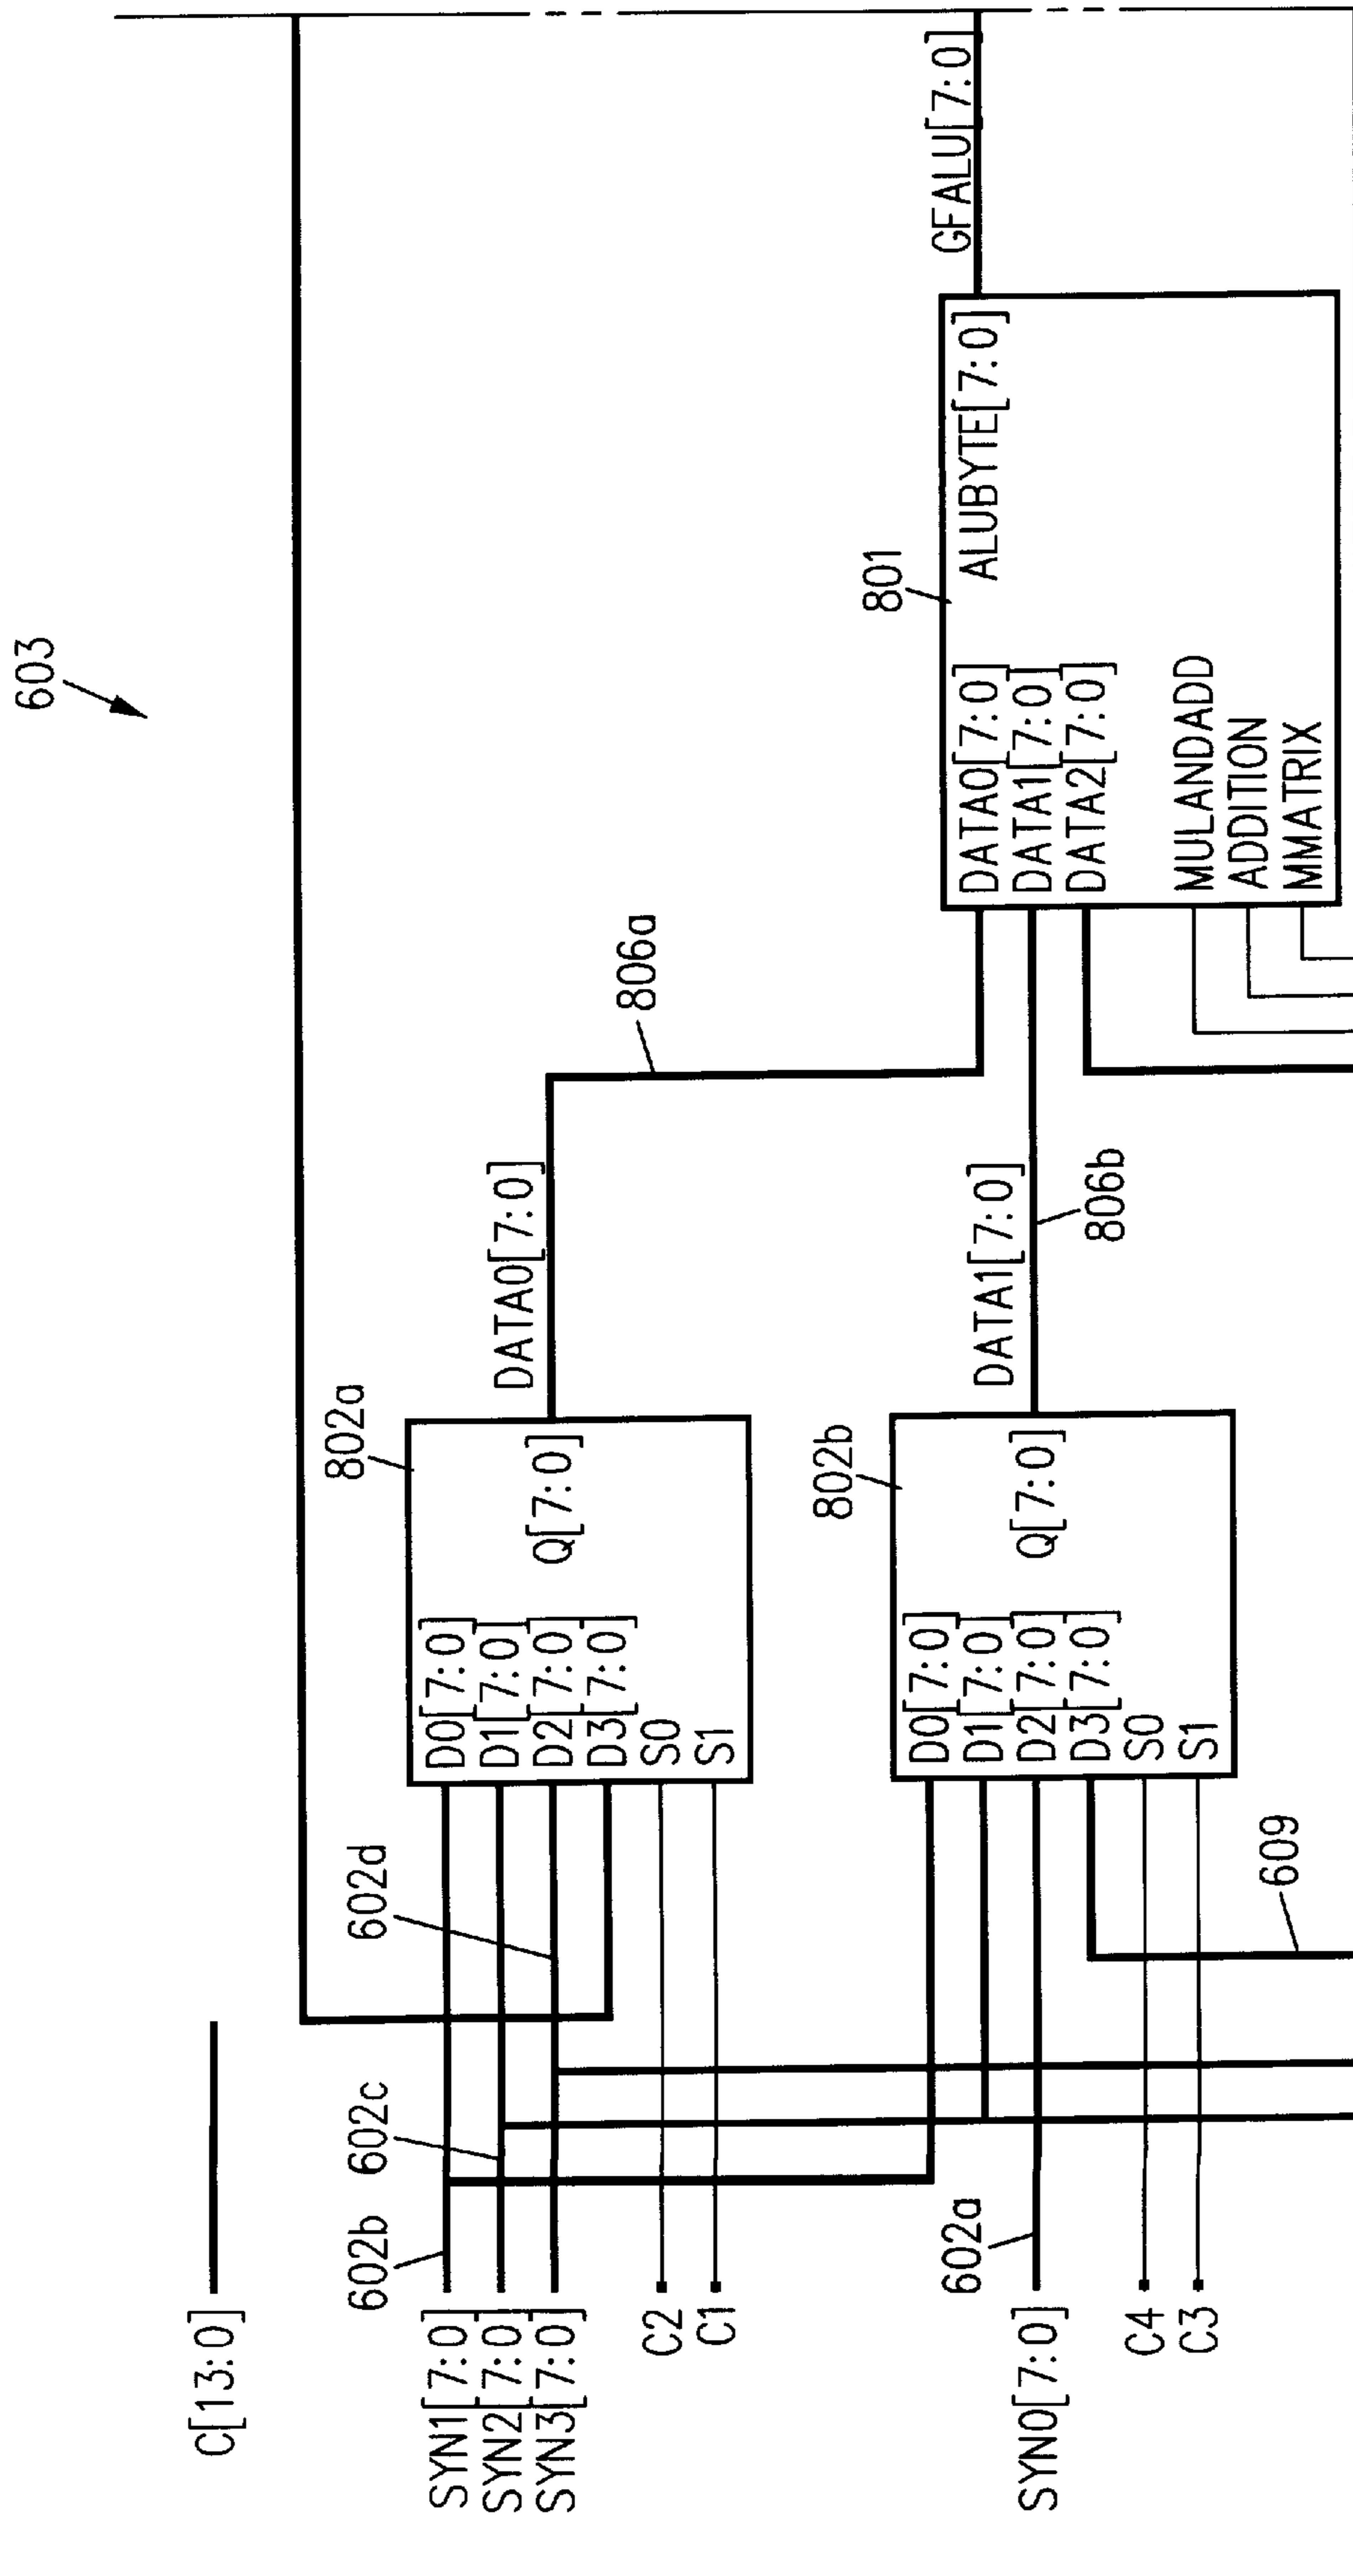 603
C[13:0]
SYN1[7:0]
SYN2[7:0]
SYN3[7:0]
C2
C1
602b
602c
602d
802a
D0[7:0]
D1[7:0]
D2[7:0]
D3[7:0]
S0
S1
Q[7:0]
DATA0[7:0]
806a
SYN0[7:0]
C4
C3
602a
609
802b
D0[7:0]
D1[7:0]
D2[7:0]
D3[7:0]
S0
S1
Q[7:0]
DATA1[7:0]
806b
801
DATA0[7:0]
DATA1[7:0]
DATA2[7:0]
MULANDADD
ADDITION
MMATRIX
ALUBYTE[7:0]
GFALU[7:0]